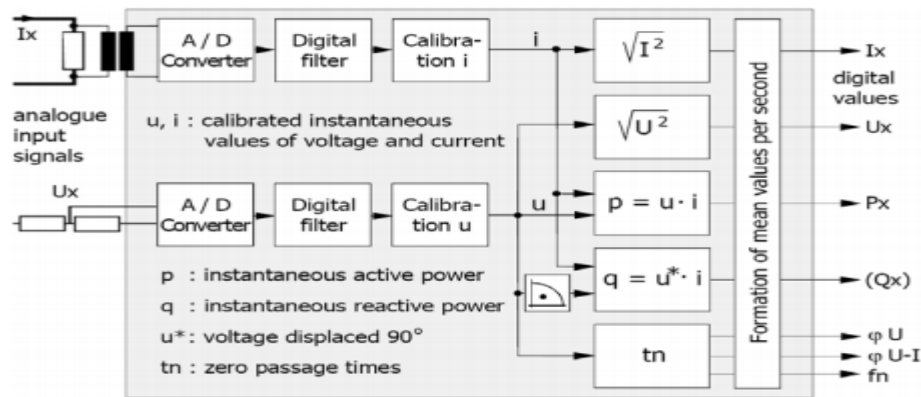 Ix
A / D
Converter
Digital
filter
Calibra-
tion i
i
√I²
Ix
analogue
input
signals
digital
values
u, i : calibrated instantaneous
values of voltage and current
√U²
Ux
Ux
A / D
Converter
Digital
filter
Calibra-
tion u
u
p = u · i
Px
p : instantaneous active power
q : instantaneous reactive power
u* : voltage displaced 90°
tn : zero passage times
q = u* · i
(Qx)
tn
φ U
φ U-I
fn
Formation of mean values per second